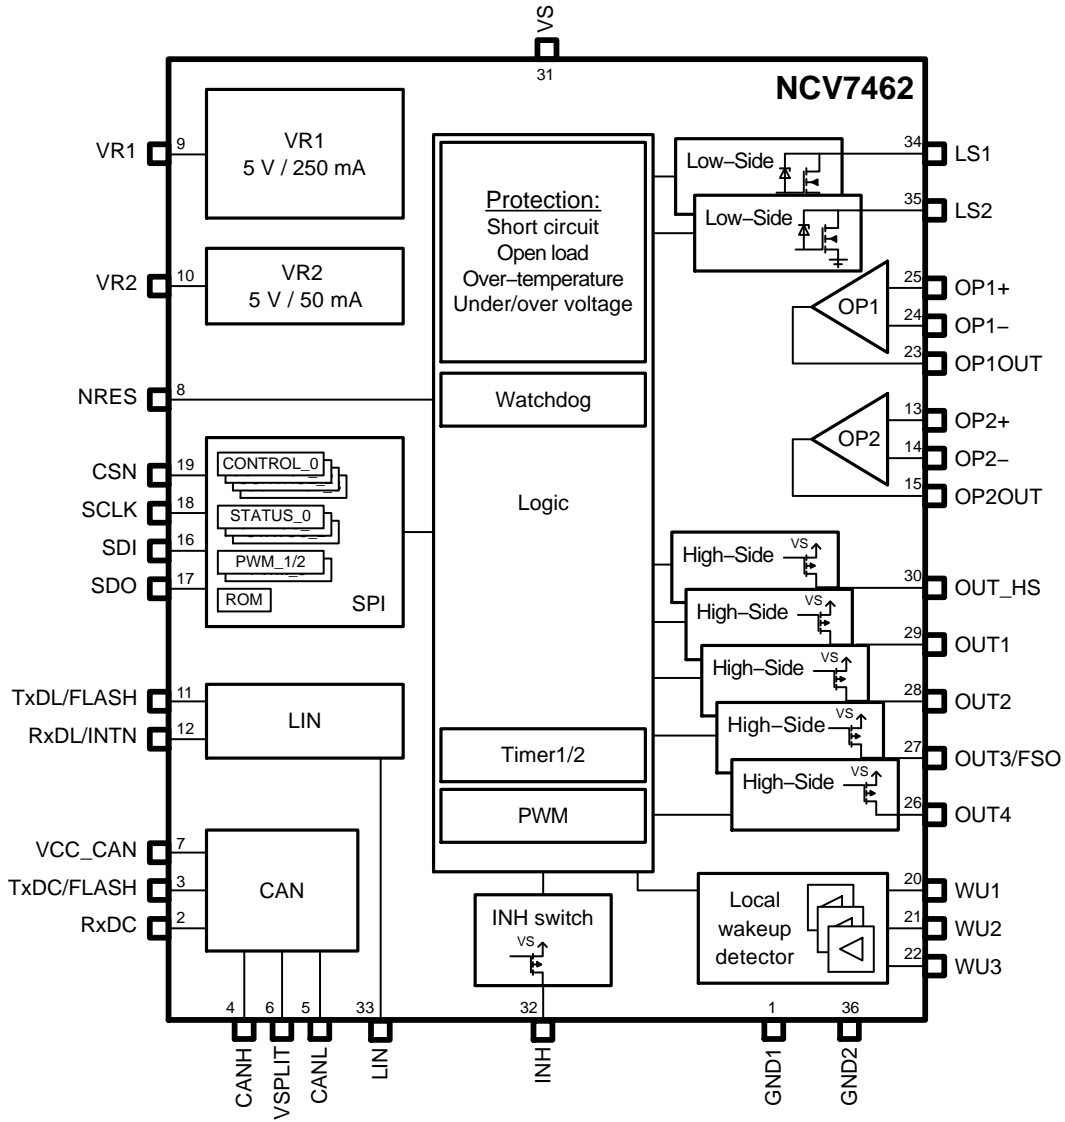 VS
31
NCV7462
VR1
9
VR1
5 V / 250 mA
VR2
10
VR2
5 V / 50 mA
NRES
8
CSN
19
SCLK
18
SDI
16
SDO
17
CONTROL_0
STATUS_0
PWM_1/2
ROM
SPI
TxDL/FLASH
11
RxDL/INTN
12
LIN
VCC_CAN
7
TxDC/FLASH
3
RxDC
2
CAN
Protection:
Short circuit
Open load
Over–temperature
Under/over voltage
Watchdog
Logic
Timer1/2
PWM
INH switch
VS
Low–Side
34
LS1
Low–Side
35
LS2
OP1
25
OP1+
24
OP1–
23
OP1OUT
OP2
13
OP2+
14
OP2–
15
OP2OUT
High–Side
VS
30
OUT_HS
High–Side
VS
29
OUT1
High–Side
VS
28
OUT2
High–Side
VS
27
OUT3/FSO
High–Side
VS
26
OUT4
Local
wakeup
detector
20
WU1
21
WU2
22
WU3
4
CANH
6
VSPLIT
5
CANL
33
LIN
32
INH
1
GND1
36
GND2